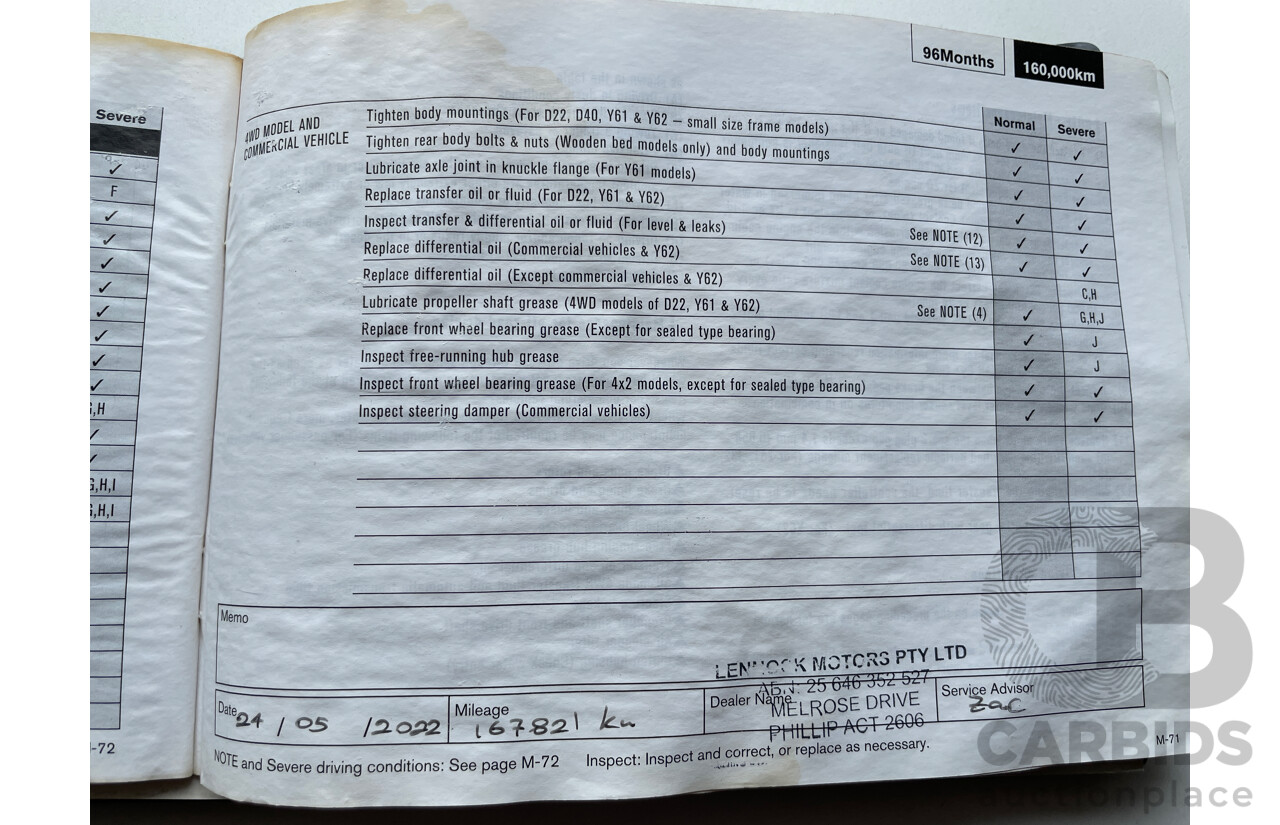 96Months
160,000km
Severe
✓
F
✓
✓
✓
✓
✓
✓
✓
✓
,H
✓
✓
G,H,I
G,H,I
-72
4WD MODEL AND
COMMERCIAL VEHICLE
Normal Severe
Tighten body mountings (For D22, D40, Y61 & Y62 – small size frame models) ✓ ✓
Tighten rear body bolts & nuts (Wooden bed models only) and body mountings ✓ ✓
Lubricate axle joint in knuckle flange (For Y61 models) ✓ ✓
Replace transfer oil or fluid (For D22, Y61 & Y62) ✓ ✓
Inspect transfer & differential oil or fluid (For level & leaks) See NOTE (12) ✓ ✓
Replace differential oil (Commercial vehicles & Y62) See NOTE (13) ✓ ✓
Replace differential oil (Except commercial vehicles & Y62) C,H
Lubricate propeller shaft grease (4WD models of D22, Y61 & Y62) See NOTE (4) ✓ G,H,J
Replace front wheel bearing grease (Except for sealed type bearing) ✓ J
Inspect free-running hub grease ✓ J
Inspect front wheel bearing grease (For 4x2 models, except for sealed type bearing) ✓ ✓
Inspect steering damper (Commercial vehicles) ✓ ✓
Memo
LENNOCK MOTORS PTY LTD
ABN: 25 646 352 527
MELROSE DRIVE
PHILLIP ACT 2606
Date 24 / 05 /2022 Mileage 167821 km Dealer Name Service Advisor Zac
NOTE and Severe driving conditions: See page M-72 Inspect: Inspect and correct, or replace as necessary.
M-71
CARBIDS
auctionplace